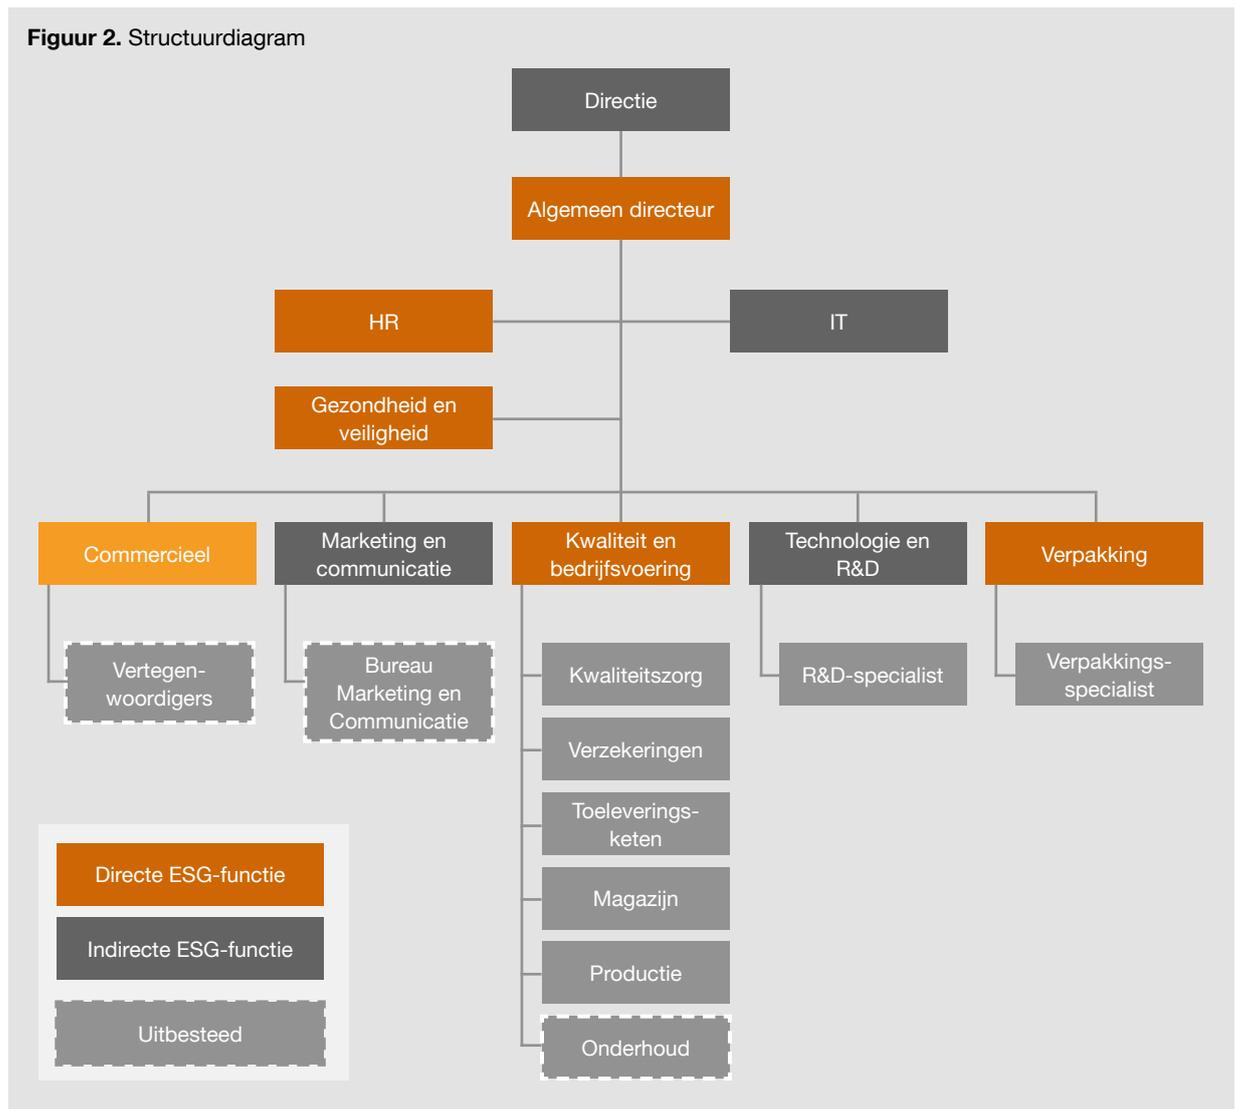 Figuur 2. Structuurdiagram
Directie
Algemeen directeur
HR
IT
Gezondheid en
veiligheid
Commercieel
Marketing en
communicatie
Kwaliteit en
bedrijfsvoering
Technologie en
R&D
Verpakking
Vertegen-
woordigers
Bureau
Marketing en
Communicatie
Kwaliteitszorg
Verzekeringen
Toeleverings-
keten
Magazijn
Productie
Onderhoud
R&D-specialist
Verpakkings-
specialist
Directe ESG-functie
Indirecte ESG-functie
Uitbesteed